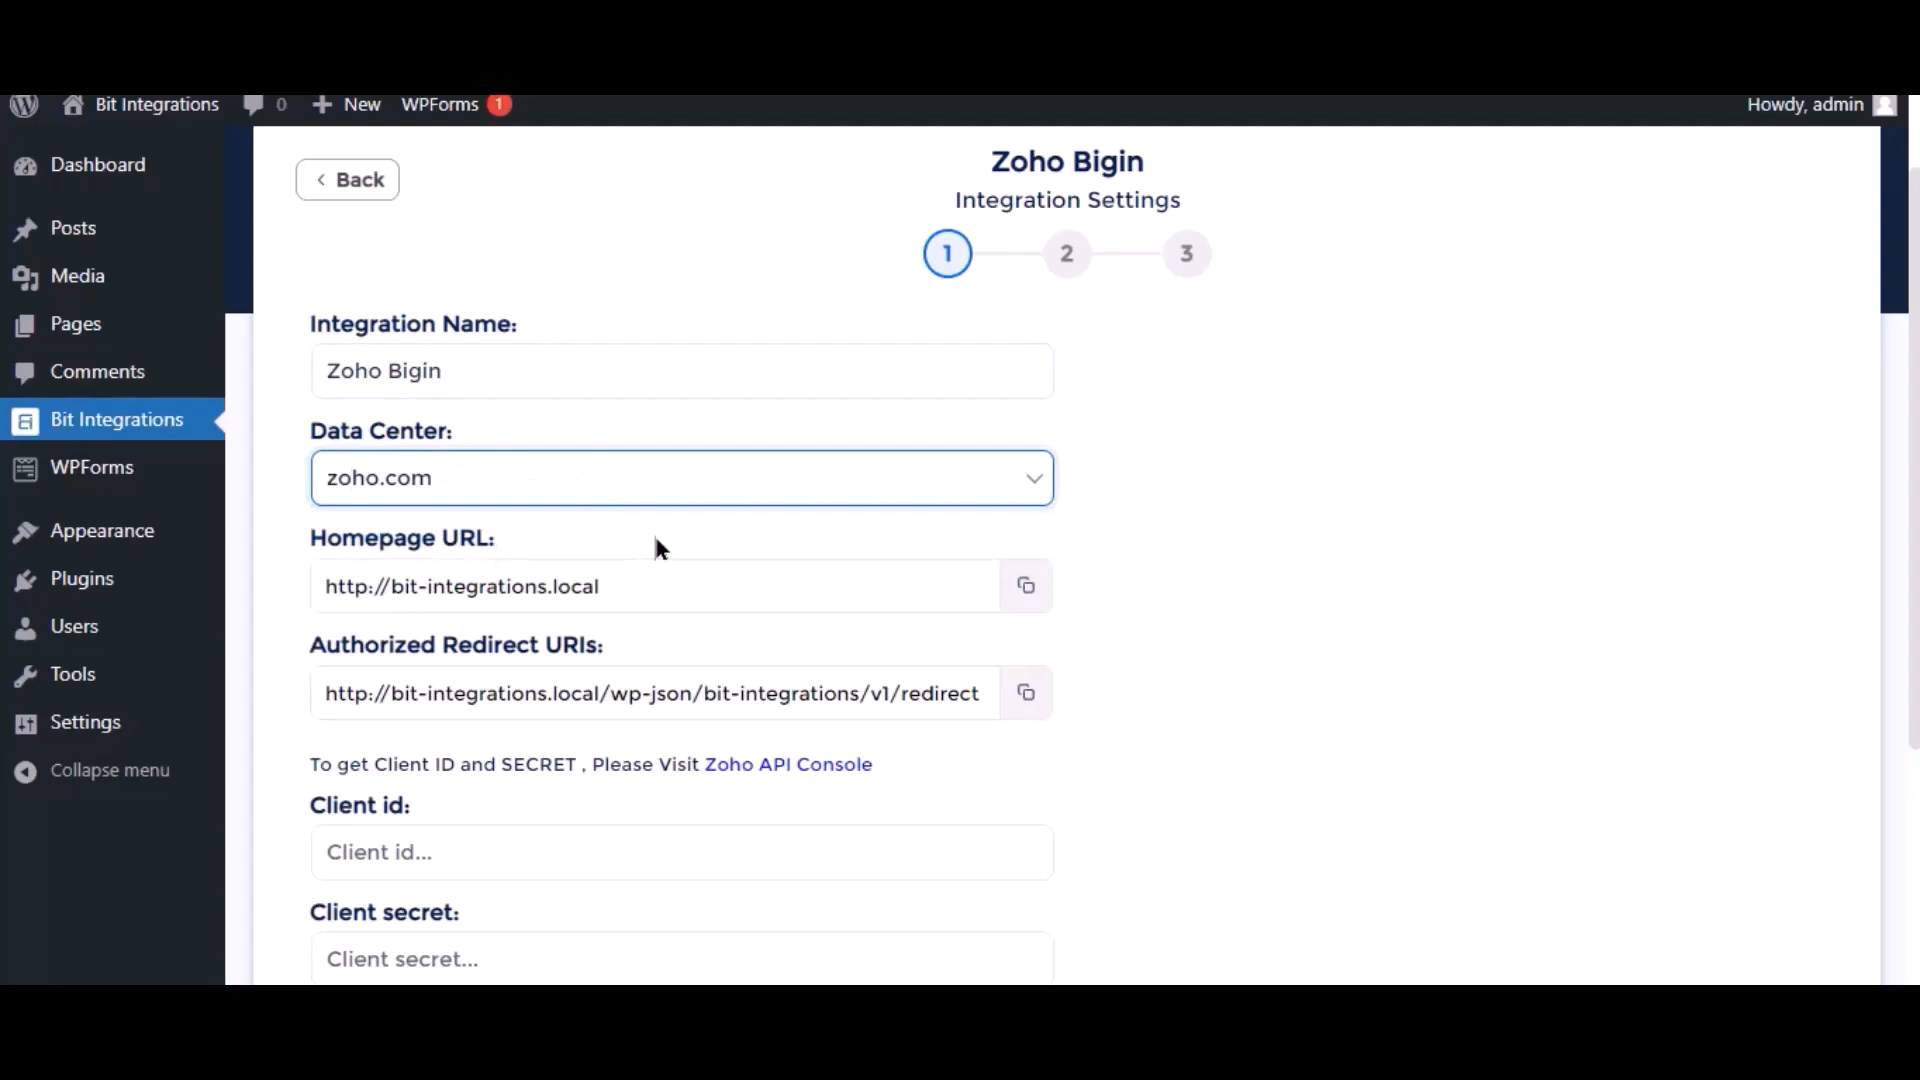 Bit Integrations 0 New WPForms 1 Howdy, admin
Dashboard
Posts
Media
Pages
Comments
Bit Integrations
WPForms
Appearance
Plugins
Users
Tools
Settings
Collapse menu
Back
Zoho Bigin
Integration Settings
1 2 3
Integration Name:
Zoho Bigin
Data Center:
zoho.com
Homepage URL:
http://bit-integrations.local
Authorized Redirect URIs:
http://bit-integrations.local/wp-json/bit-integrations/v1/redirect
To get Client ID and SECRET , Please Visit Zoho API Console
Client id:
Client id...
Client secret:
Client secret...